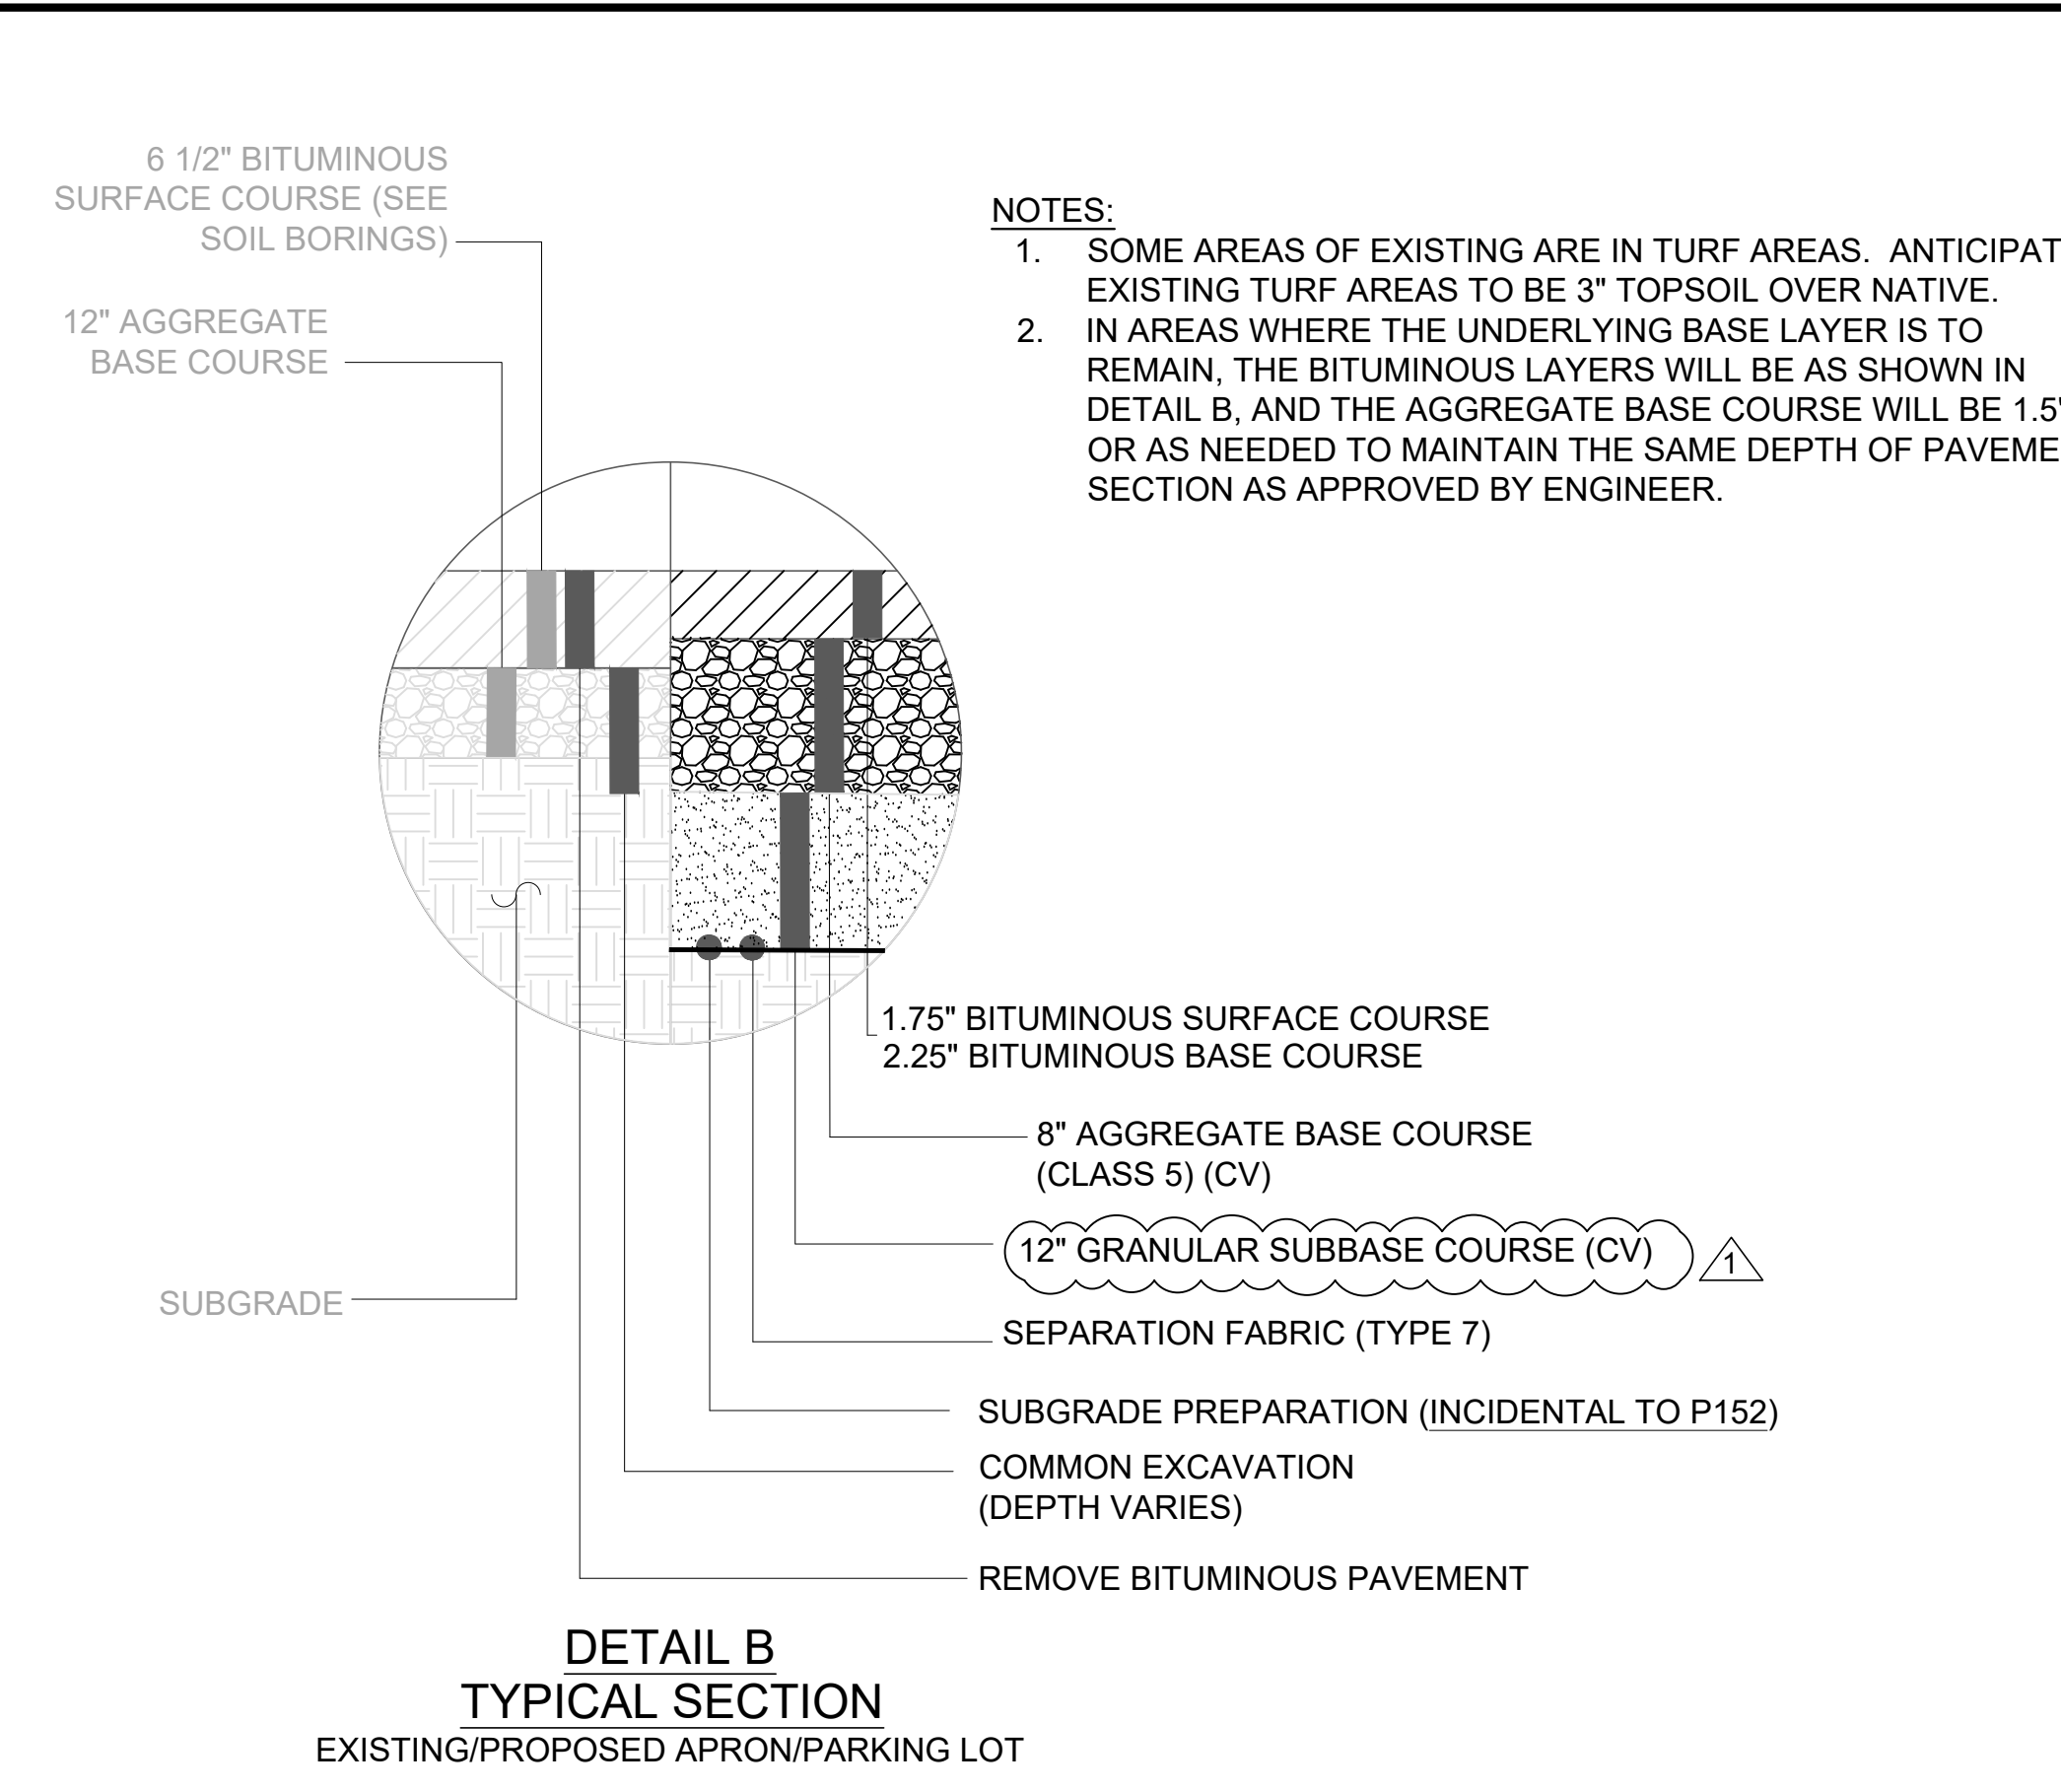 6 1/2" BITUMINOUS
SURFACE COURSE (SEE
SOIL BORINGS)
12" AGGREGATE
BASE COURSE
NOTES:
1. SOME AREAS OF EXISTING ARE IN TURF AREAS. ANTICIPAT
EXISTING TURF AREAS TO BE 3" TOPSOIL OVER NATIVE.
2. IN AREAS WHERE THE UNDERLYING BASE LAYER IS TO
REMAIN, THE BITUMINOUS LAYERS WILL BE AS SHOWN IN
DETAIL B, AND THE AGGREGATE BASE COURSE WILL BE 1.5"
OR AS NEEDED TO MAINTAIN THE SAME DEPTH OF PAVEME
SECTION AS APPROVED BY ENGINEER.
1.75" BITUMINOUS SURFACE COURSE
2.25" BITUMINOUS BASE COURSE
8" AGGREGATE BASE COURSE
(CLASS 5) (CV)
12" GRANULAR SUBBASE COURSE (CV) 1
SUBGRADE
SEPARATION FABRIC (TYPE 7)
SUBGRADE PREPARATION (INCIDENTAL TO P152)
COMMON EXCAVATION
(DEPTH VARIES)
REMOVE BITUMINOUS PAVEMENT
DETAIL B
TYPICAL SECTION
EXISTING/PROPOSED APRON/PARKING LOT